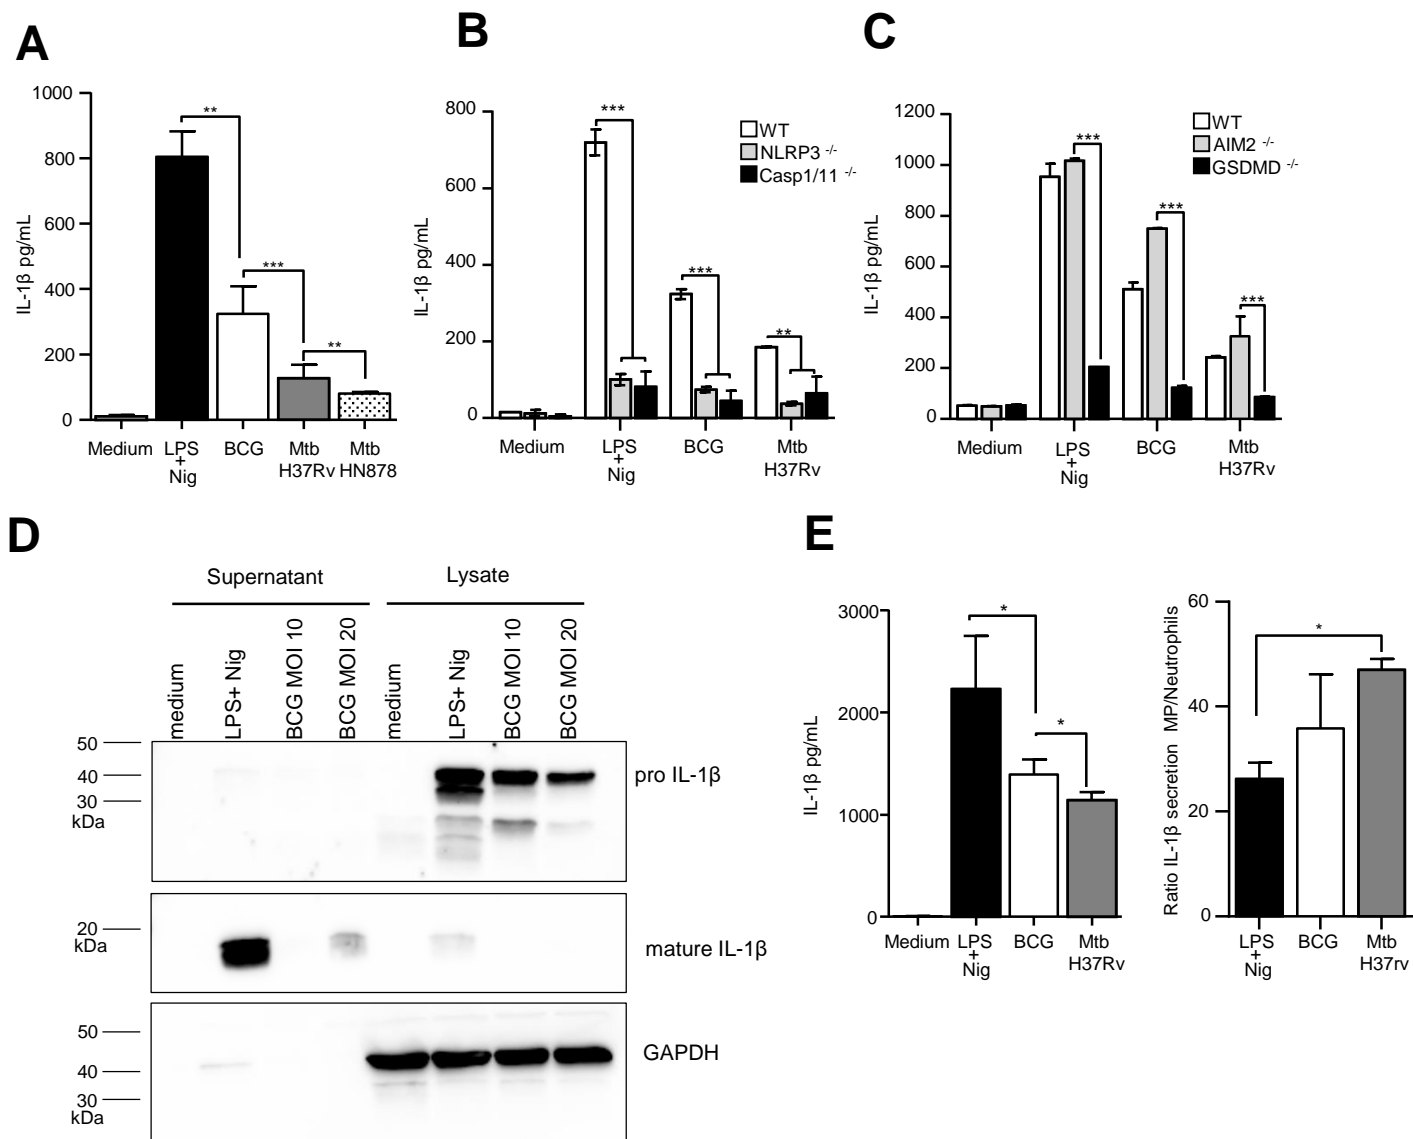 A
B
C
1000
800
600
400
200
0
IL-1β pg/mL
**
***
**
Medium
LPS
+
Nig
BCG
Mtb
H37Rv
Mtb
HN878
800
600
400
200
0
IL-1β pg/mL
***
***
**
WT
NLRP3 -/-
Casp1/11 -/-
Medium
LPS
+
Nig
BCG
Mtb
H37Rv
1200
1000
800
600
400
200
0
IL-1β pg/mL
***
***
***
WT
AIM2 -/-
GSDMD -/-
Medium
LPS
+
Nig
BCG
Mtb
H37Rv
D
Supernatant
Lysate
medium
LPS+ Nig
BCG MOI 10
BCG MOI 20
medium
LPS+ Nig
BCG MOI 10
BCG MOI 20
50
40
30
kDa
pro IL-1β
20
kDa
mature IL-1β
50
40
30
kDa
GAPDH
E
3000
2000
1000
0
IL-1β pg/mL
*
*
Medium
LPS
+
Nig
BCG
Mtb
H37Rv
60
40
20
0
Ratio IL-1β secretion MP/Neutrophils
*
LPS
+
Nig
BCG
Mtb
H37rv